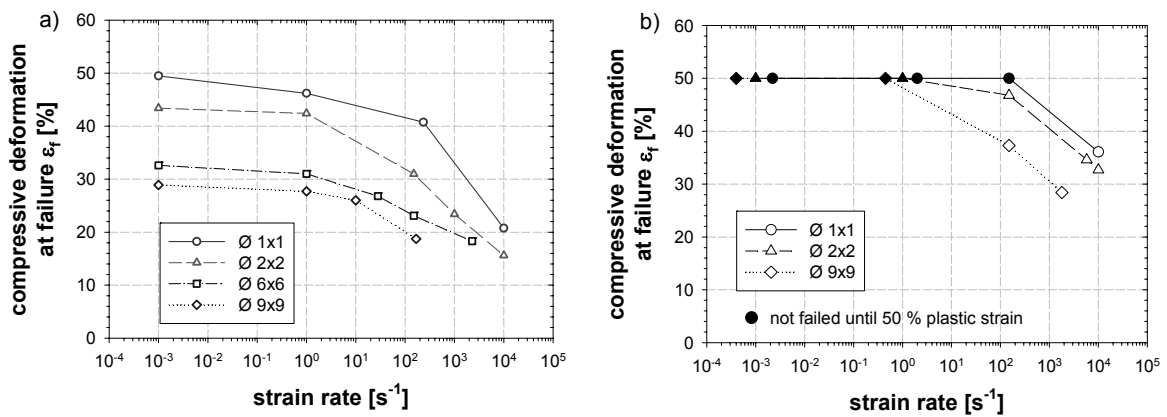 a)
compressive deformation
at failure εf [%]
60
50
40
30
20
10
0
Ø 1x1
Ø 2x2
Ø 6x6
Ø 9x9
10⁻⁴ 10⁻³ 10⁻² 10⁻¹ 10⁰ 10¹ 10² 10³ 10⁴ 10⁵
strain rate [s⁻¹]
b)
compressive deformation
at failure εf [%]
60
50
40
30
20
10
0
Ø 1x1
Ø 2x2
Ø 9x9
not failed until 50 % plastic strain
10⁻⁴ 10⁻³ 10⁻² 10⁻¹ 10⁰ 10¹ 10² 10³ 10⁴ 10⁵
strain rate [s⁻¹]